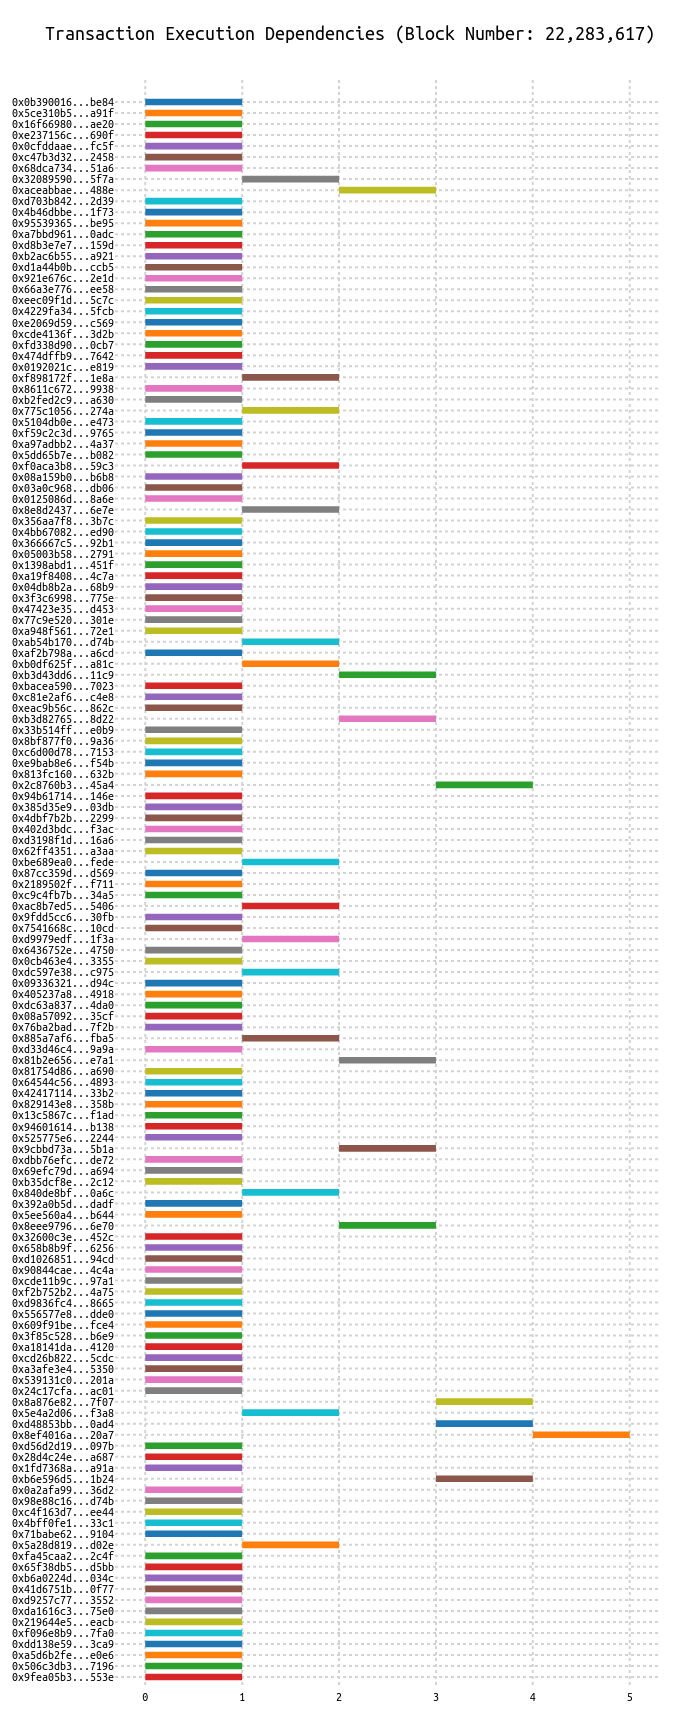 Transaction Execution Dependencies (Block Number: 22,283,617)
0x0b390016...be84
0x5ce310b5...a91f
0x16f66980...ae20
0xe237156c...690f
0x0cfddaae...fc5f
0xc47b3d32...2458
0x68dca734...51a6
0x32089590...5f7a
0xaceabbae...488e
0xd703b842...2d39
0x4b46dbbe...1f73
0x95539365...be95
0xa7bbd961...0adc
0xd8b3e7e7...159d
0xb2ac6b55...a921
0xd1a44b0b...ccb5
0x921e676c...2e1d
0x66a3e776...ee58
0xeec09f1d...5c7c
0x4229fa34...5fcb
0xe2069d59...c569
0xcde4136f...3d2b
0xfd338d90...0cb7
0x474dffb9...7642
0x0192021c...e819
0xf898172f...1e8a
0x8611c672...9938
0xb2fed2c9...a630
0x775c1056...274a
0x5104db0e...e473
0xf59c2c3d...9765
0xa97adbb2...4a37
0x5dd65b7e...b082
0xf0aca3b8...59c3
0x08a159b0...b6b8
0x03a0c968...db06
0x0125086d...8a6e
0x8e8d2437...6e7e
0x356aa7f8...3b7c
0x4bb67082...ed90
0x366667c5...92b1
0x05003b58...2791
0x1398abd1...451f
0xa19f8408...4c7a
0x04db8b2a...68b9
0x3f3c6998...775e
0x47423e35...d453
0x77c9e520...301e
0xa948f561...72e1
0xab54b170...d74b
0xaf2b798a...a6cd
0xb0df625f...a81c
0xb3d43dd6...11c9
0xbacea590...7023
0xc81e2af6...c4e8
0xeac9b56c...862c
0xb3d82765...8d22
0x33b514ff...e0b9
0x8bf877f0...9a36
0xc6d00d78...7153
0xe9bab8e6...f54b
0x813fc160...632b
0x2c8760b3...45a4
0x94b61714...146e
0x385d35e9...03db
0x4dbf7b2b...2299
0x402d3bdc...f3ac
0xd3198f1d...16a6
0x62ff4351...a3aa
0xbe689ea0...fede
0x87cc359d...d569
0x2189502f...f711
0xc9c4fb7b...34a5
0xac8b7ed5...5406
0x9fdd5cc6...30fb
0x7541668c...10cd
0xd9979edf...1f3a
0x6436752e...4750
0x0cb463e4...3355
0xdc597e38...c975
0x09336321...d94c
0x405237a8...4918
0xdc63a837...4da0
0x08a57092...35cf
0x76ba2bad...7f2b
0x885a7af6...fba5
0xd33d46c4...9a9a
0x81b2e656...e7a1
0x81754d86...a690
0x64544c56...4893
0x42417114...33b2
0x829143e8...358b
0x13c5867c...f1ad
0x94601614...b138
0x525775e6...2244
0x9cbbd73a...5b1a
0xdbb76efc...de72
0x69efc79d...a694
0xb35dcf8e...2c12
0x840de8bf...0a6c
0x392a0b5d...dadf
0x5ee560a4...b644
0x8eee9796...6e70
0x32600c3e...452c
0x658b8b9f...6256
0xd1026851...94cd
0x90844cae...4c4a
0xcde11b9c...97a1
0xf2b752b2...4a75
0xd9836fc4...8665
0x556577e8...dde0
0x609f91be...fce4
0x3f85c528...b6e9
0xa18141da...4120
0xcd26b822...5cdc
0xa3afe3e4...5350
0x539131c0...201a
0x24c17cfa...ac01
0x8a876e82...7f07
0x5e4a2d06...f3a8
0xd48853bb...0ad4
0x8ef4016a...20a7
0xd56d2d19...097b
0x28d4c24e...a687
0x1fd7368a...a91a
0xb6e596d5...1b24
0x0a2afa99...36d2
0x98e88c16...d74b
0xc4f163d7...ee44
0x4bff0fe1...33c1
0x71babe62...9104
0x5a28d819...d02e
0xfa45caa2...2c4f
0x65f38db5...d5bb
0xb6a0224d...034c
0x41d6751b...0f77
0xd9257c77...3552
0xda1616c3...75e0
0x219644e5...eacb
0xf096e8b9...7fa0
0xdd138e59...3ca9
0xa5d6b2fe...e0e6
0x506c3db3...7196
0x9fea05b3...553e
0 1 2 3 4 5